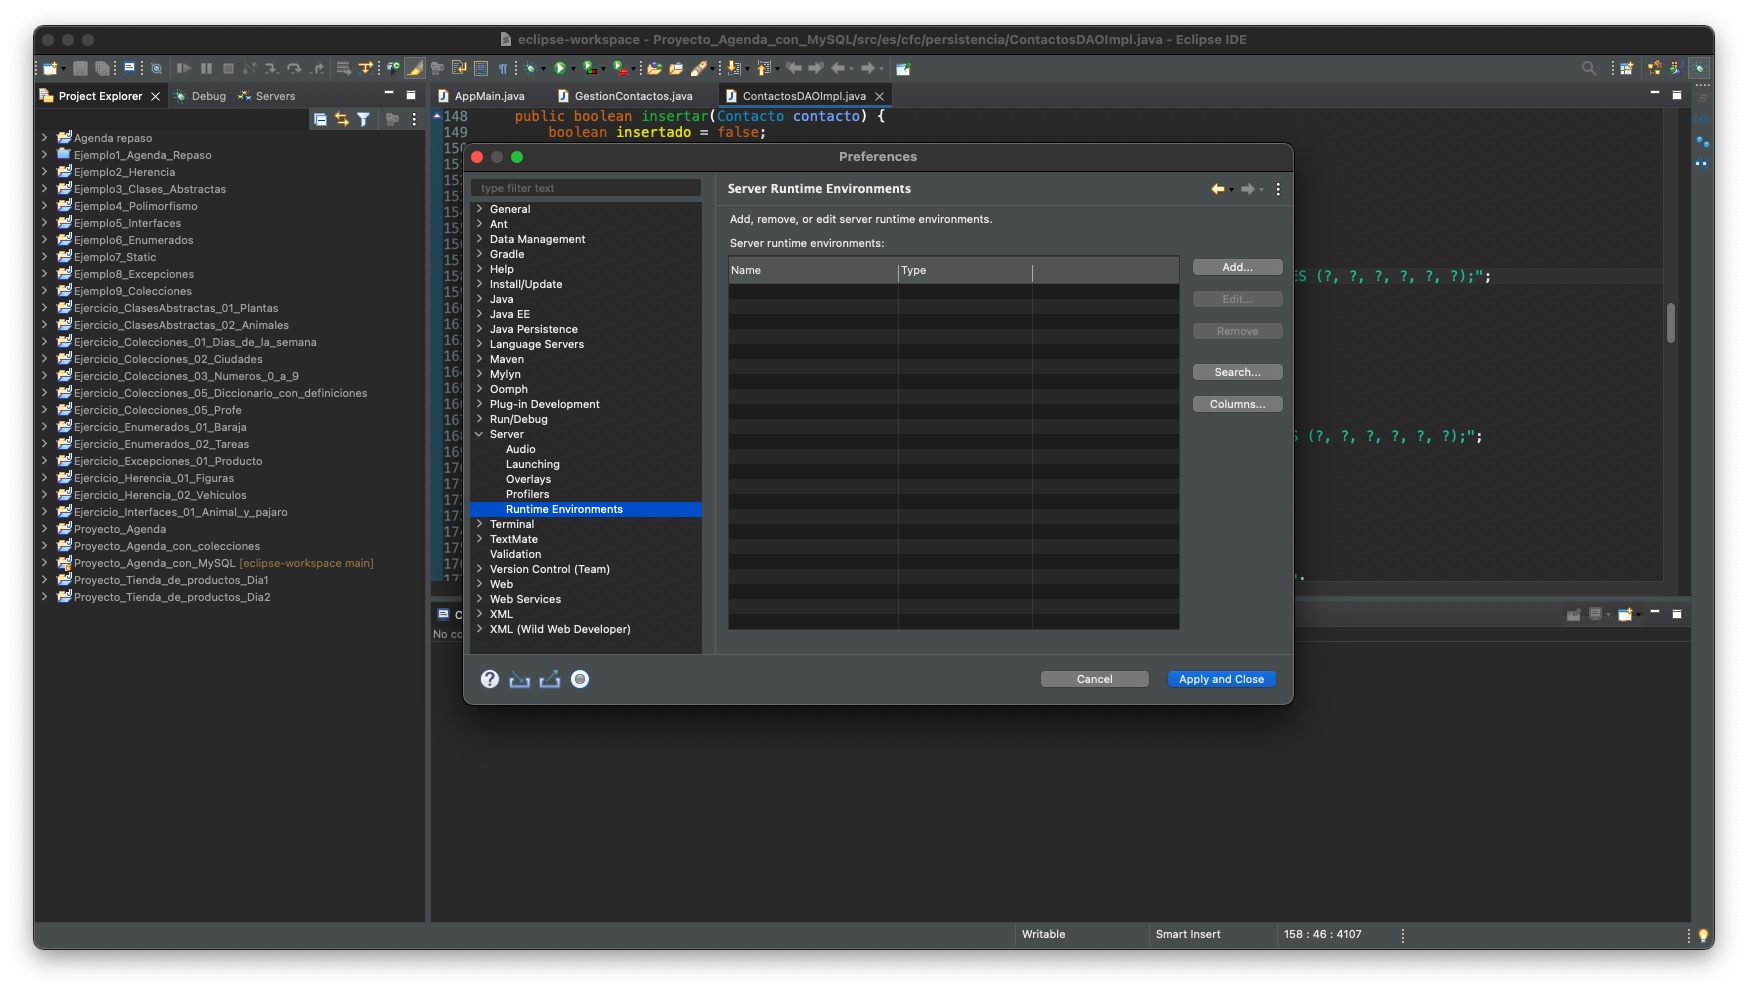 eclipse-workspace - Proyecto_Agenda_con_MySQL/src/es/cfc/persistencia/ContactosDAOImpl.java - Eclipse IDE
Project Explorer
Debug
Servers
AppMain.java
GestionContactos.java
ContactosDAOImpl.java
Agenda repaso
Ejemplo1_Agenda_Repaso
Ejemplo2_Herencia
Ejemplo3_Clases_Abstractas
Ejemplo4_Polimorfismo
Ejemplo5_Interfaces
Ejemplo6_Enumerados
Ejemplo7_Static
Ejemplo8_Excepciones
Ejemplo9_Colecciones
Ejercicio_ClasesAbstractas_01_Plantas
Ejercicio_ClasesAbstractas_02_Animales
Ejercicio_Colecciones_01_Dias_de_la_semana
Ejercicio_Colecciones_02_Ciudades
Ejercicio_Colecciones_03_Numeros_0_a_9
Ejercicio_Colecciones_05_Diccionario_con_definiciones
Ejercicio_Colecciones_05_Profe
Ejercicio_Enumerados_01_Baraja
Ejercicio_Enumerados_02_Tareas
Ejercicio_Excepciones_01_Producto
Ejercicio_Herencia_01_Figuras
Ejercicio_Herencia_02_Vehiculos
Ejercicio_Interfaces_01_Animal_y_pajaro
Proyecto_Agenda
Proyecto_Agenda_con_colecciones
Proyecto_Agenda_con_MySQL [eclipse-workspace main]
Proyecto_Tienda_de_productos_Dia1
Proyecto_Tienda_de_productos_Dia2
148 public boolean insertar(Contacto contacto) {
149 boolean insertado = false;
ES (?, ?, ?, ?, ?, ?);";
(?, ?, ?, ?, ?, ?);";
Preferences
type filter text
General
Ant
Data Management
Gradle
Help
Install/Update
Java
Java EE
Java Persistence
Language Servers
Maven
Mylyn
Oomph
Plug-in Development
Run/Debug
Server
Audio
Launching
Overlays
Profilers
Runtime Environments
Terminal
TextMate
Validation
Version Control (Team)
Web
Web Services
XML
XML (Wild Web Developer)
Server Runtime Environments
Add, remove, or edit server runtime environments.
Server runtime environments:
Name
Type
Add...
Edit...
Remove
Search...
Columns...
Cancel
Apply and Close
No co
Writable
Smart Insert
158 : 46 : 4107